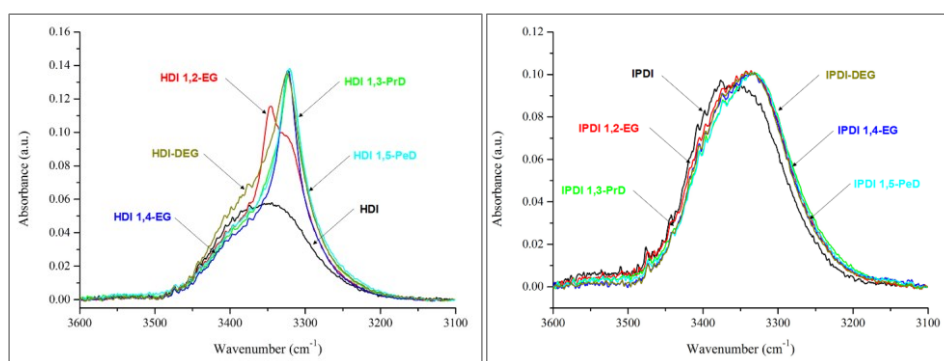 0.16
0.14
0.12
0.10
0.08
0.06
0.04
0.02
0.00
Absorbance (a.u.)
HDI 1,2-EG
HDI 1,3-PrD
HDI-DEG
HDI 1,5-PeD
HDI 1,4-EG
HDI
3600 3500 3400 3300 3200 3100
Wavenumber (cm⁻¹)
0.12
0.10
0.08
0.06
0.04
0.02
0.00
Absorbance (a.u.)
IPDI
IPDI-DEG
IPDI 1,2-EG
IPDI 1,4-EG
IPDI 1,3-PrD
IPDI 1,5-PeD
3600 3500 3400 3300 3200 3100
Wavenumber (cm⁻¹)